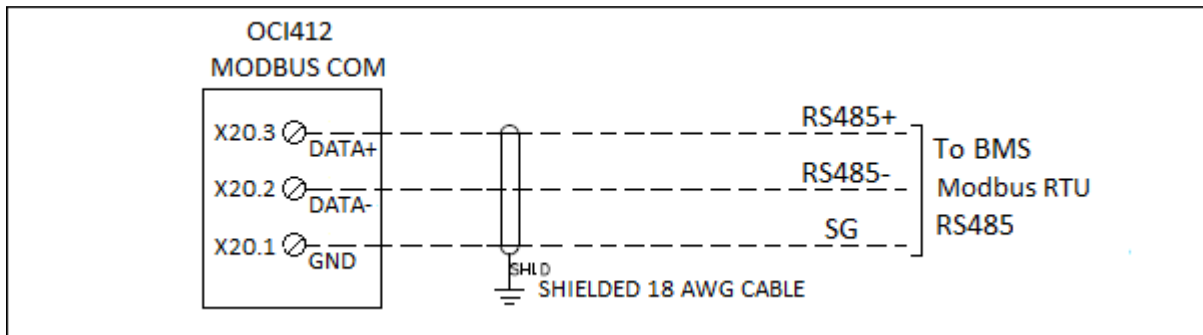 OCI412
MODBUS COM
X20.3
DATA+
RS485+
X20.2
DATA-
RS485-
X20.1
GND
SG
To BMS
Modbus RTU
RS485
SHLD
SHIELDED 18 AWG CABLE